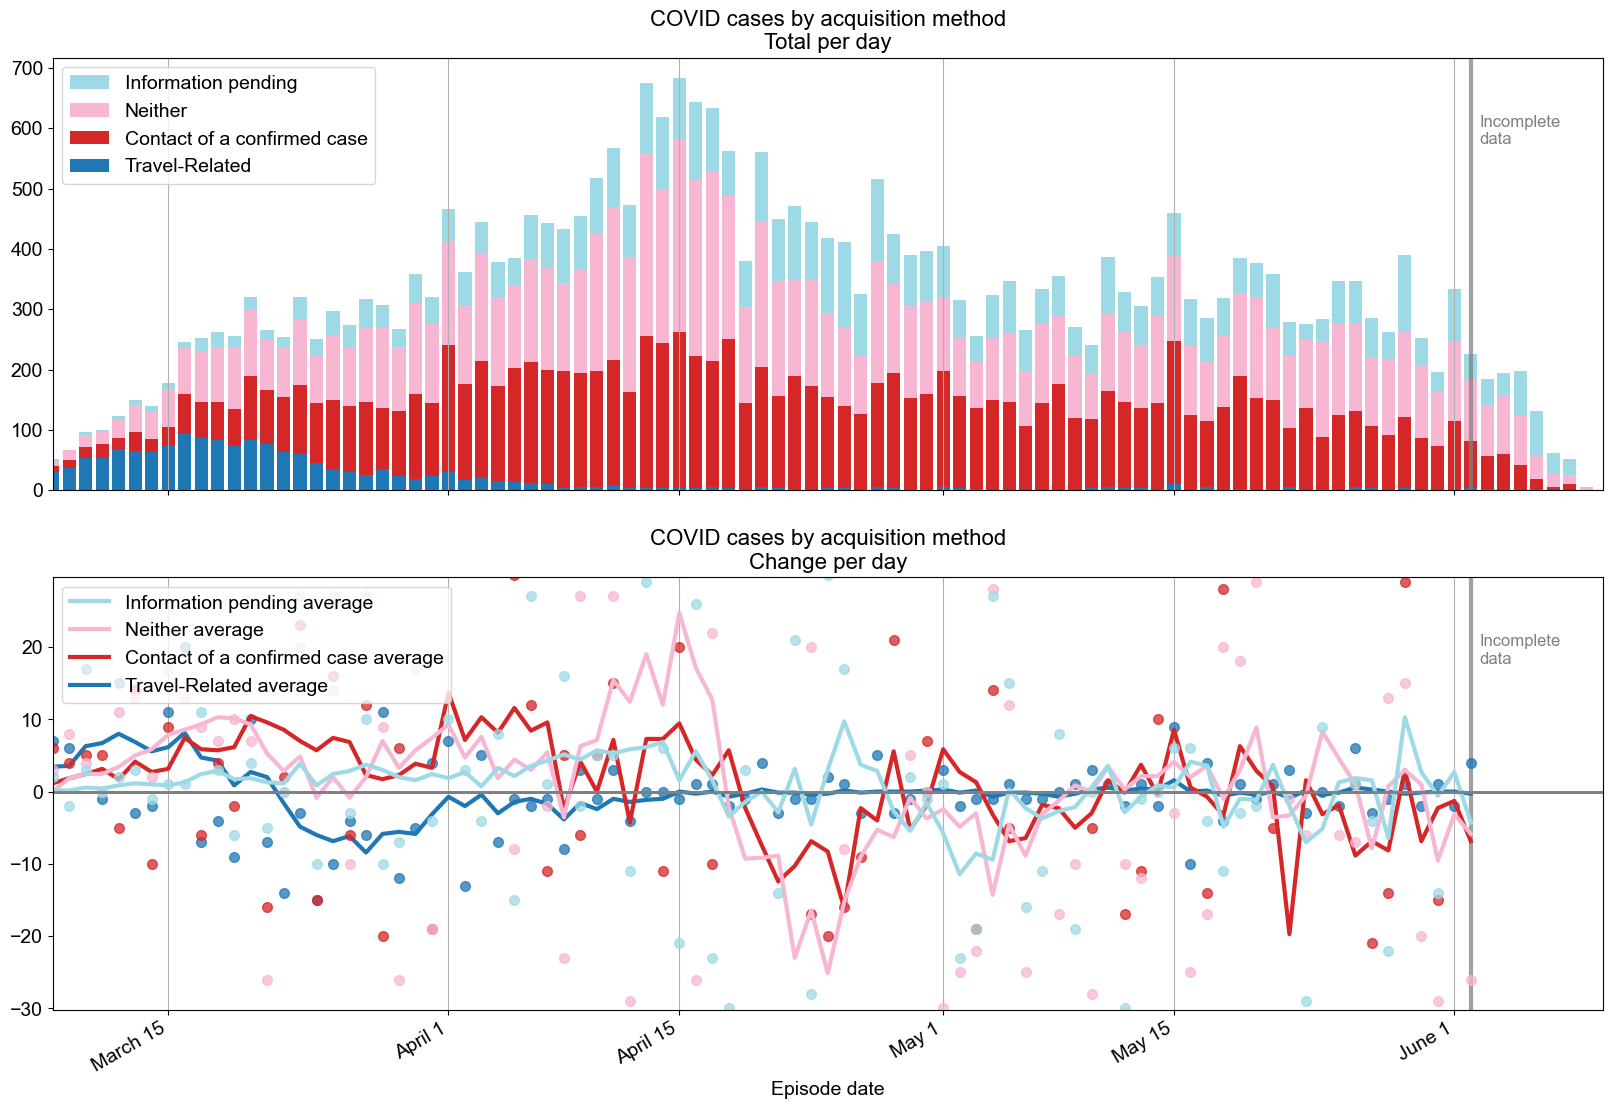 COVID cases by acquisition method
Total per day
700
600
500
400
300
200
100
0
Information pending
Neither
Contact of a confirmed case
Travel-Related
Incomplete
data
COVID cases by acquisition method
Change per day
20
10
0
−10
−20
−30
Information pending average
Neither average
Contact of a confirmed case average
Travel-Related average
Incomplete
data
March 15
April 1
April 15
May 1
May 15
June 1
Episode date